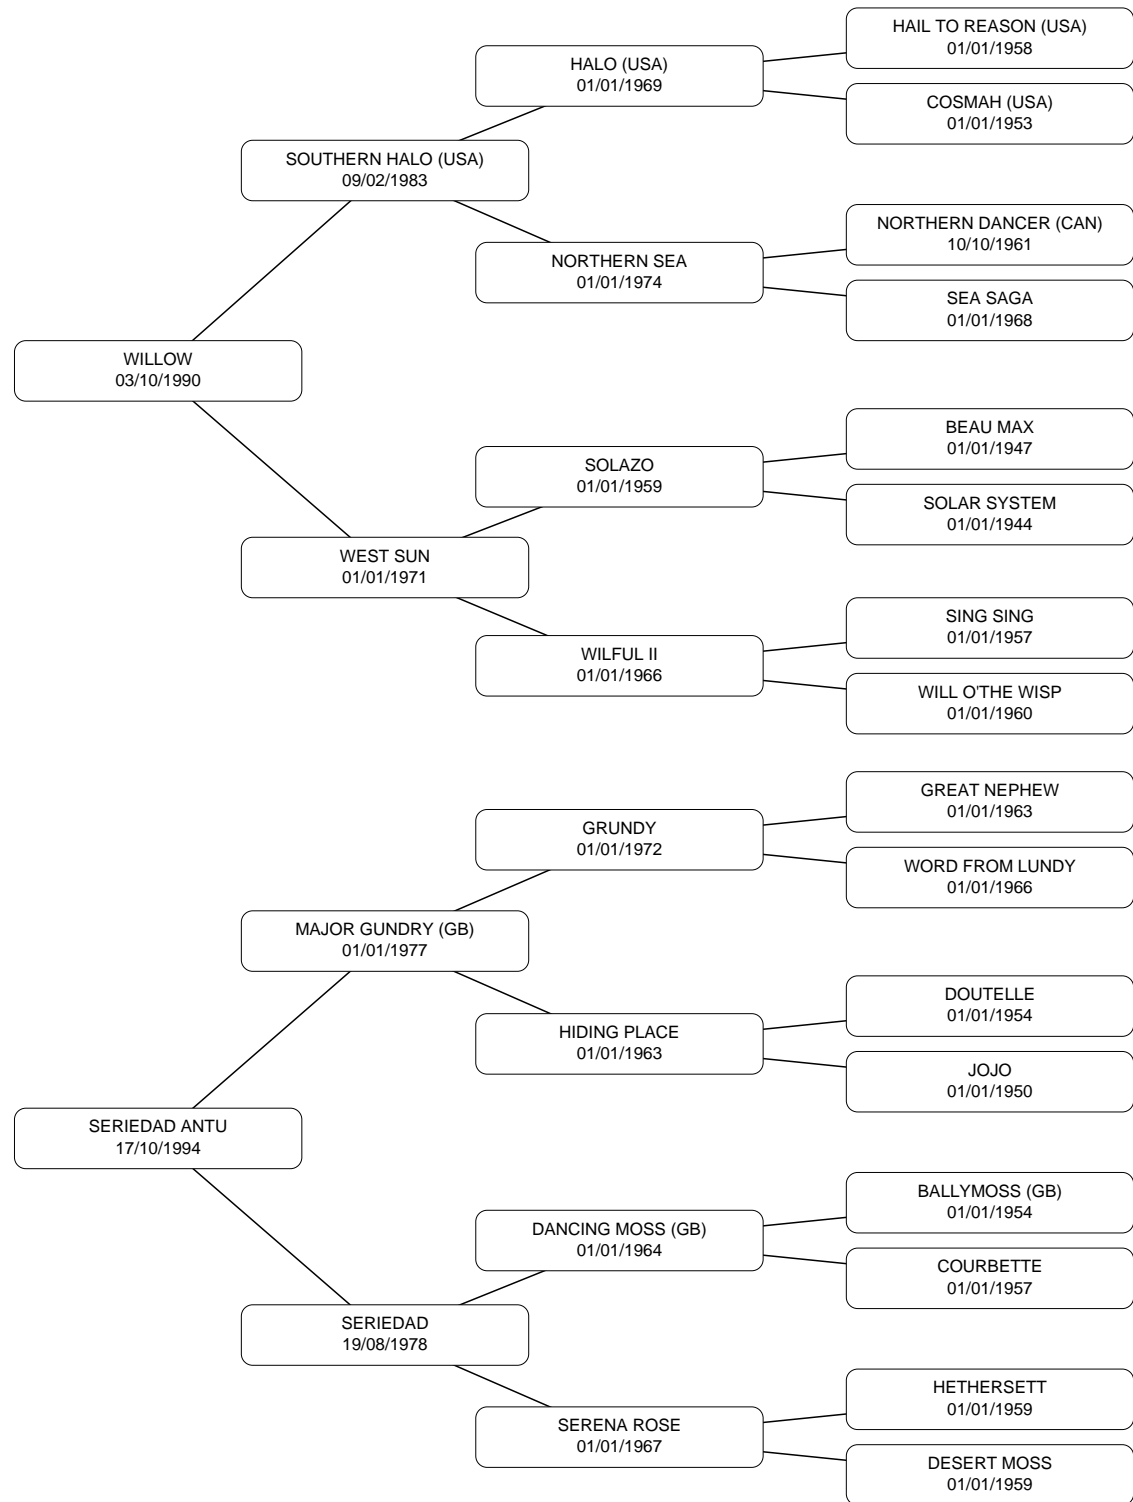 HAIL TO REASON (USA)
01/01/1958
HALO (USA)
01/01/1969
COSMAH (USA)
01/01/1953
SOUTHERN HALO (USA)
09/02/1983
NORTHERN DANCER (CAN)
10/10/1961
NORTHERN SEA
01/01/1974
SEA SAGA
01/01/1968
WILLOW
03/10/1990
BEAU MAX
01/01/1947
SOLAZO
01/01/1959
SOLAR SYSTEM
01/01/1944
WEST SUN
01/01/1971
SING SING
01/01/1957
WILFUL II
01/01/1966
WILL O'THE WISP
01/01/1960
GREAT NEPHEW
01/01/1963
GRUNDY
01/01/1972
WORD FROM LUNDY
01/01/1966
MAJOR GUNDRY (GB)
01/01/1977
DOUTELLE
01/01/1954
HIDING PLACE
01/01/1963
JOJO
01/01/1950
SERIEDAD ANTU
17/10/1994
BALLYMOSS (GB)
01/01/1954
DANCING MOSS (GB)
01/01/1964
COURBETTE
01/01/1957
SERIEDAD
19/08/1978
HETHERSETT
01/01/1959
SERENA ROSE
01/01/1967
DESERT MOSS
01/01/1959